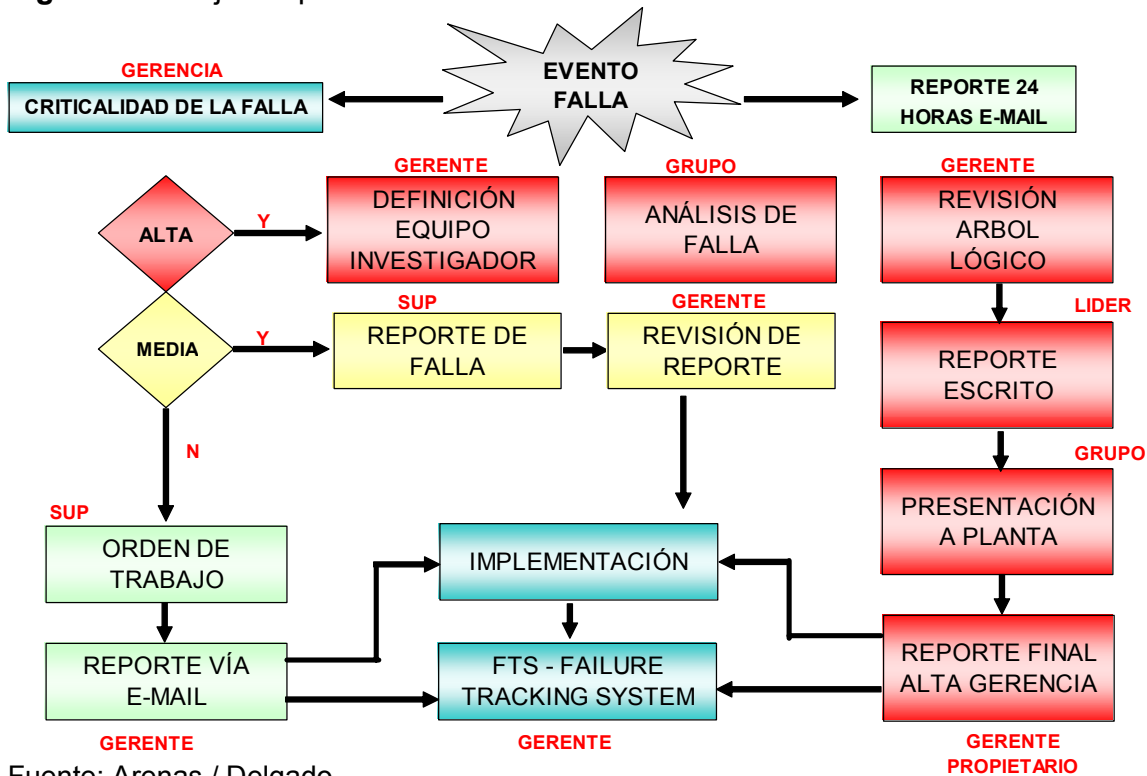 EVENTO
FALLA
GERENCIA
CRITICALIDAD DE LA FALLA
REPORTE 24
HORAS E-MAIL
GERENTE
DEFINICIÓN
EQUIPO
INVESTIGADOR
GRUPO
ANÁLISIS DE
FALLA
GERENTE
REVISIÓN
ARBOL
LÓGICO
ALTA
Y
MEDIA
Y
SUP
REPORTE DE
FALLA
GERENTE
REVISIÓN DE
REPORTE
LIDER
REPORTE
ESCRITO
N
GRUPO
PRESENTACIÓN
A PLANTA
SUP
ORDEN DE
TRABAJO
IMPLEMENTACIÓN
REPORTE VÍA
E-MAIL
FTS - FAILURE
TRACKING SYSTEM
REPORTE FINAL
ALTA GERENCIA
GERENTE
GERENTE
GERENTE
PROPIETARIO
Fuente: Arenas / Delgado